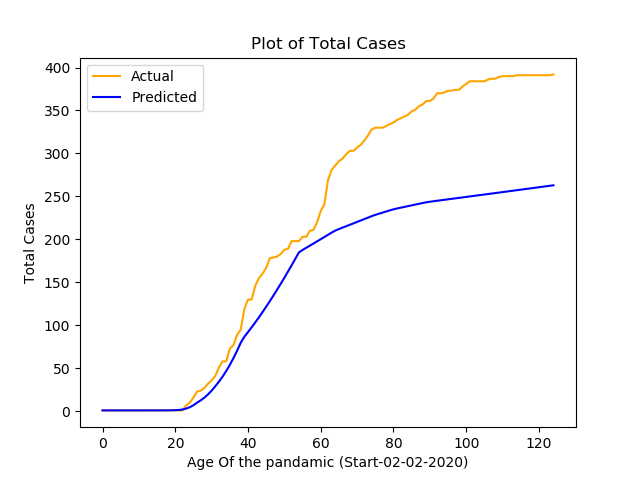 Plot of Total Cases
Actual
Predicted
400
350
300
250
200
150
100
50
0
Total Cases
0 20 40 60 80 100 120
Age Of the pandamic (Start-02-02-2020)